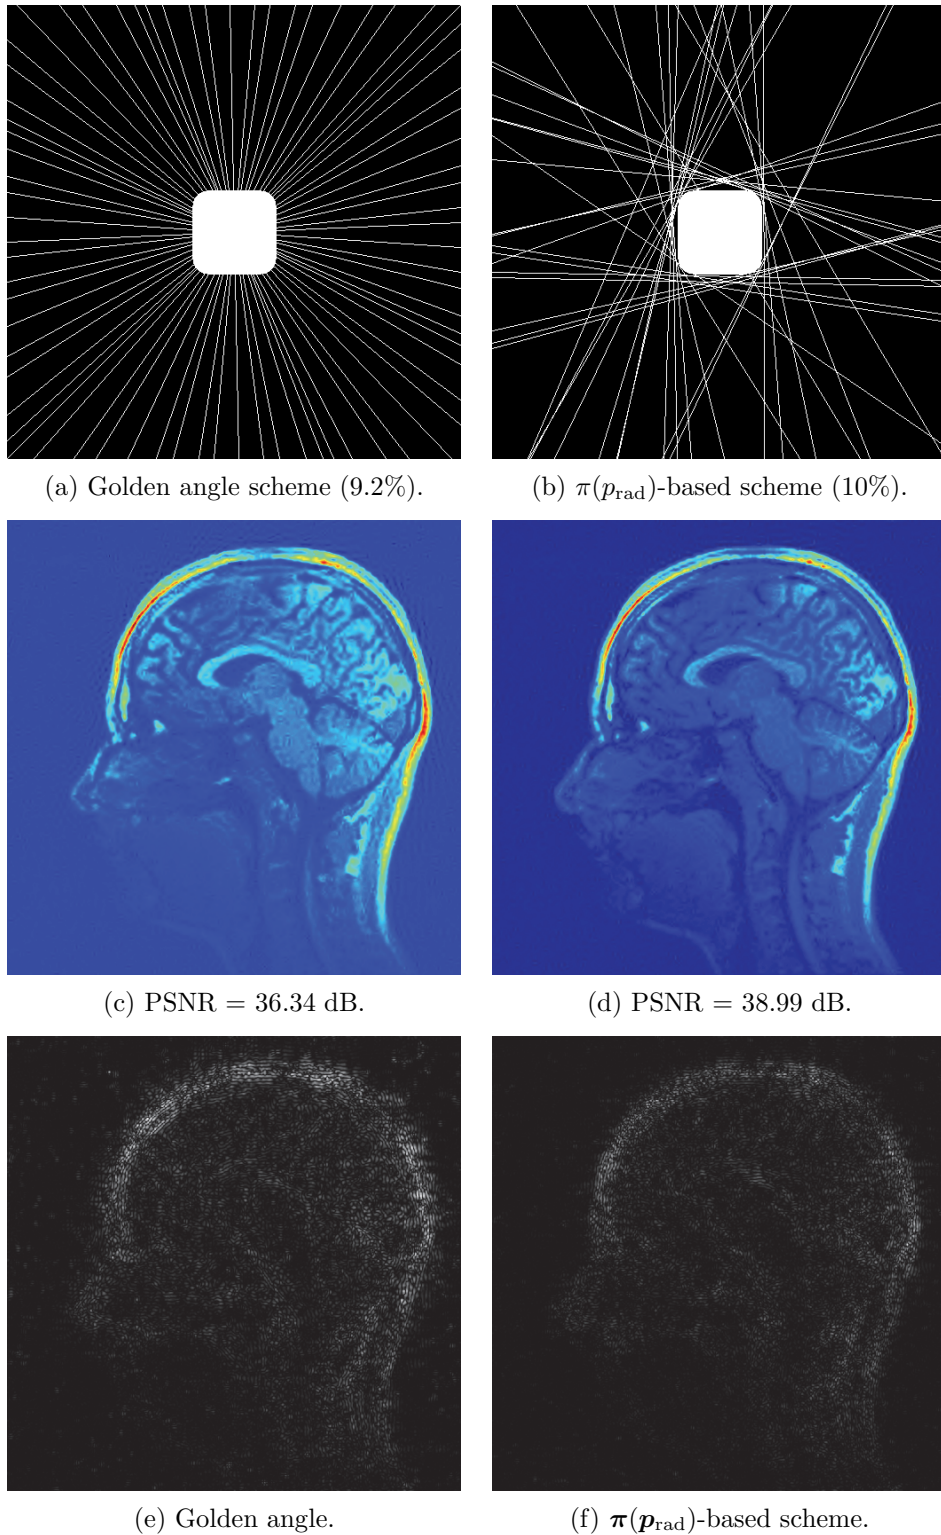 (a) Golden angle scheme (9.2%).
(b) π(p_rad)-based scheme (10%).
(c) PSNR = 36.34 dB.
(d) PSNR = 38.99 dB.
(e) Golden angle.
(f) π(p_rad)-based scheme.